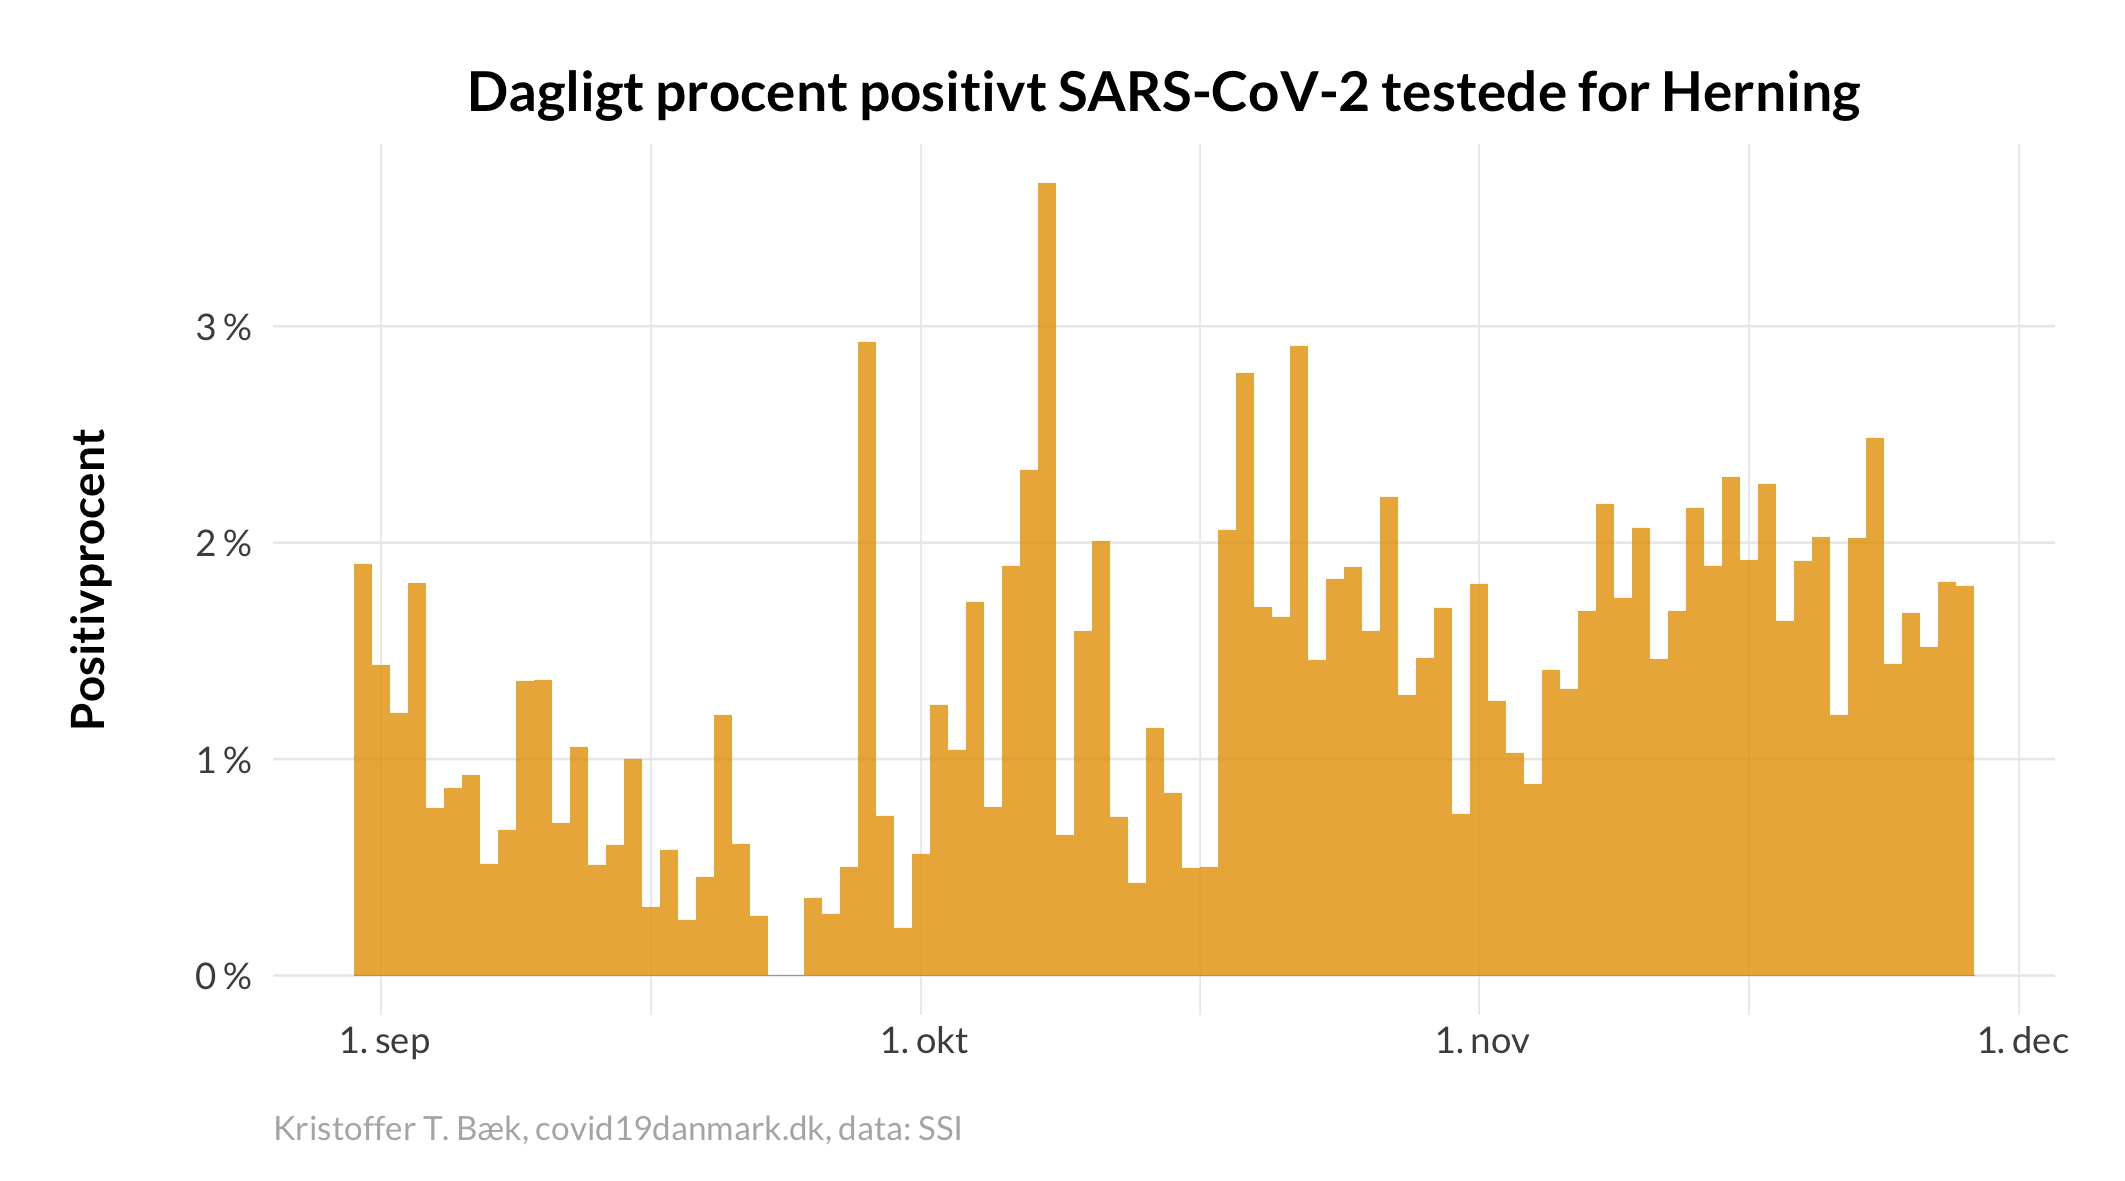 Dagligt procent positivt SARS-CoV-2 testede for Herning
Positivprocent
3 %
2 %
1 %
0 %
1. sep
1. okt
1. nov
1. dec
Kristoffer T. Bæk, covid19danmark.dk, data: SSI